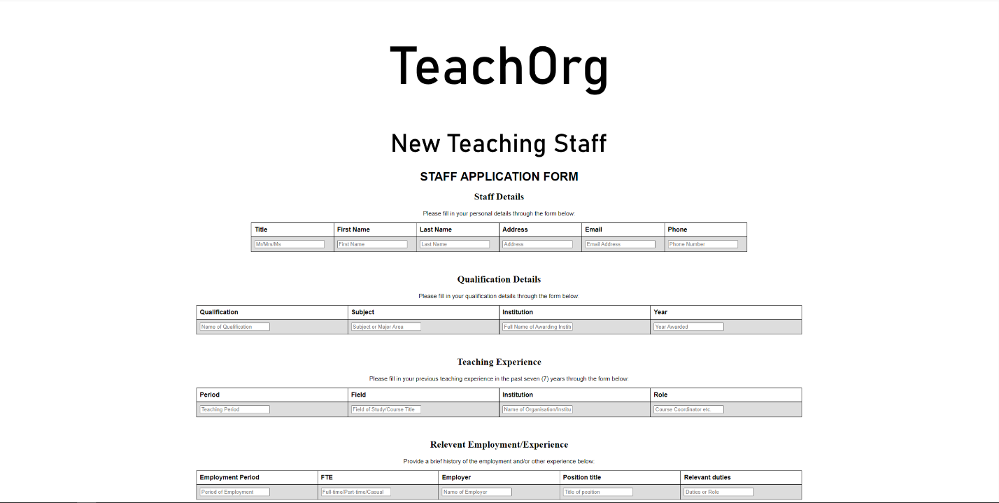 TeachOrg
New Teaching Staff
STAFF APPLICATION FORM
Staff Details
Please fill in your personal details through the form below:
Title First Name Last Name Address Email Phone
Mr/Mrs/Ms First Name Last Name Address Email Address Phone Number
Qualification Details
Please fill in your qualification details through the form below:
Qualification Subject Institution Year
Name of Qualification Subject or Major Area Full Name of Awarding Instit Year Awarded
Teaching Experience
Please fill in your previous teaching experience in the past seven (7) years through the form below:
Period Field Institution Role
Teaching Period Field of Study/Course Title Name of Organisation/Institu Course Coordinator etc.
Relevent Employment/Experience
Provide a brief history of the employment and/or other experience below:
Employment Period FTE Employer Position title Relevant duties
Period of Employment Full-time/Part-time/Casual Name of Employer Title of position Duties or Role